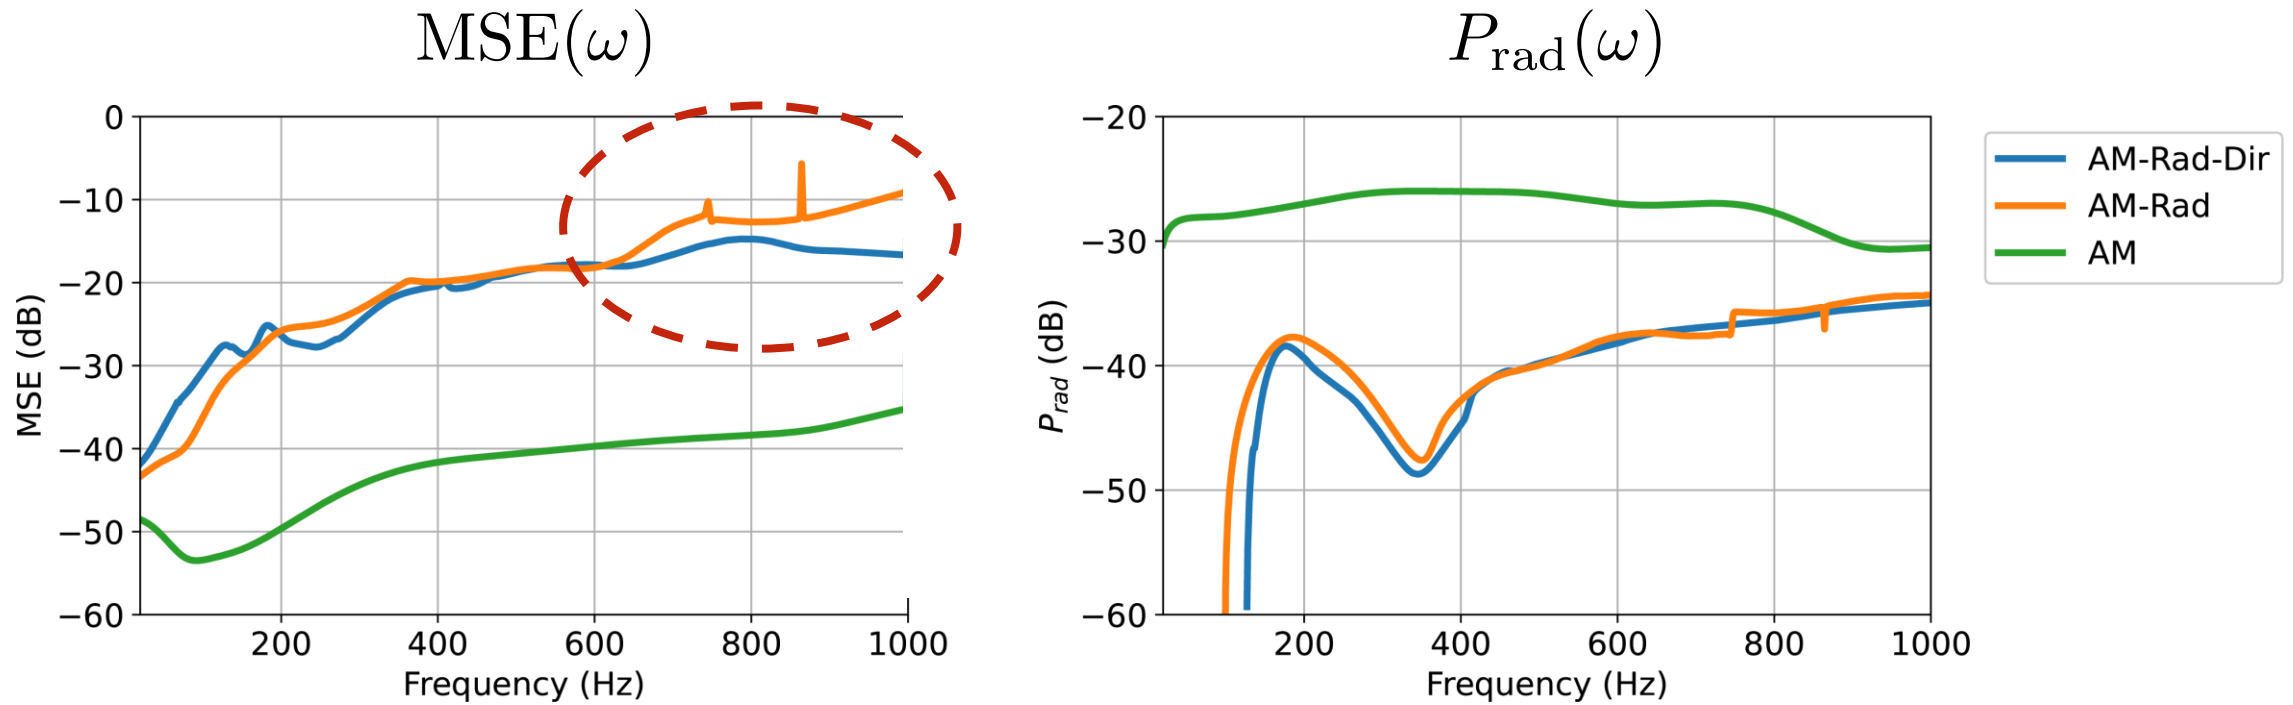 MSE(ω)
0
−10
−20
−30
−40
−50
−60
MSE (dB)
200 400 600 800 1000
Frequency (Hz)
P_rad(ω)
−20
−30
−40
−50
−60
P_rad (dB)
200 400 600 800 1000
Frequency (Hz)
AM-Rad-Dir
AM-Rad
AM